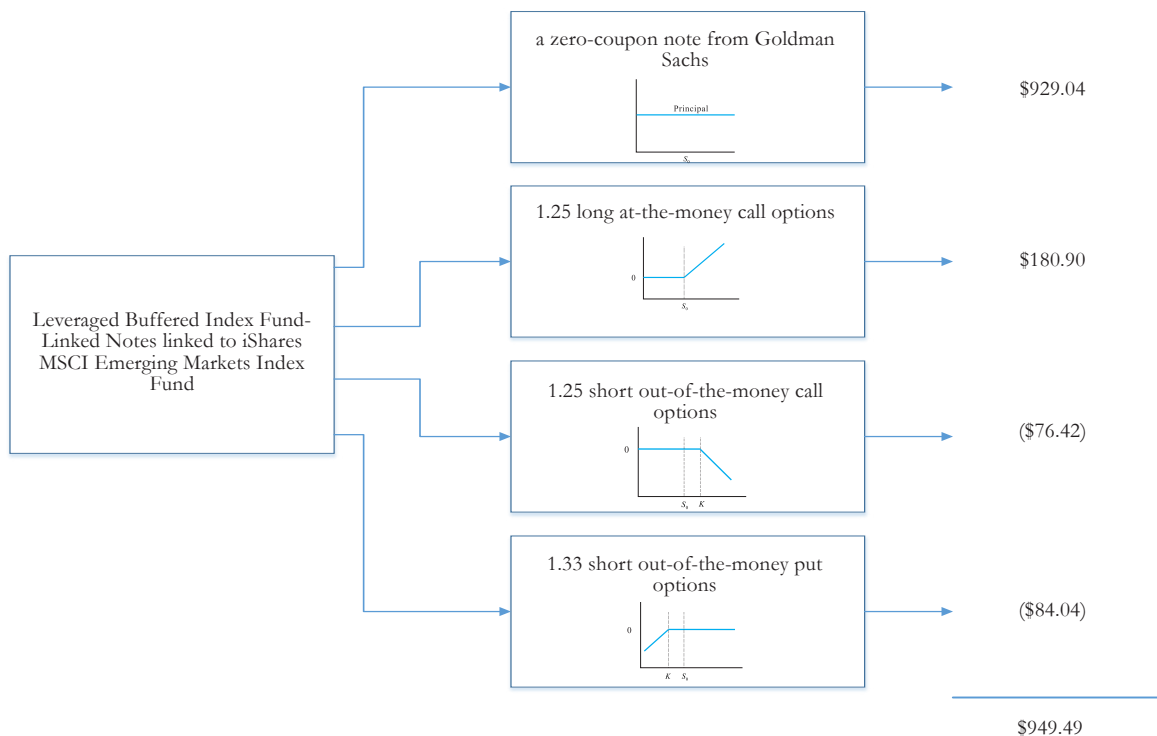 a zero-coupon note from Goldman
Sachs
Principal
S₀
$929.04
1.25 long at-the-money call options
0
S₀
$180.90
Leveraged Buffered Index Fund-
Linked Notes linked to iShares
MSCI Emerging Markets Index
Fund
1.25 short out-of-the-money call
options
0
S₀ K
($76.42)
1.33 short out-of-the-money put
options
0
K S₀
($84.04)
$949.49